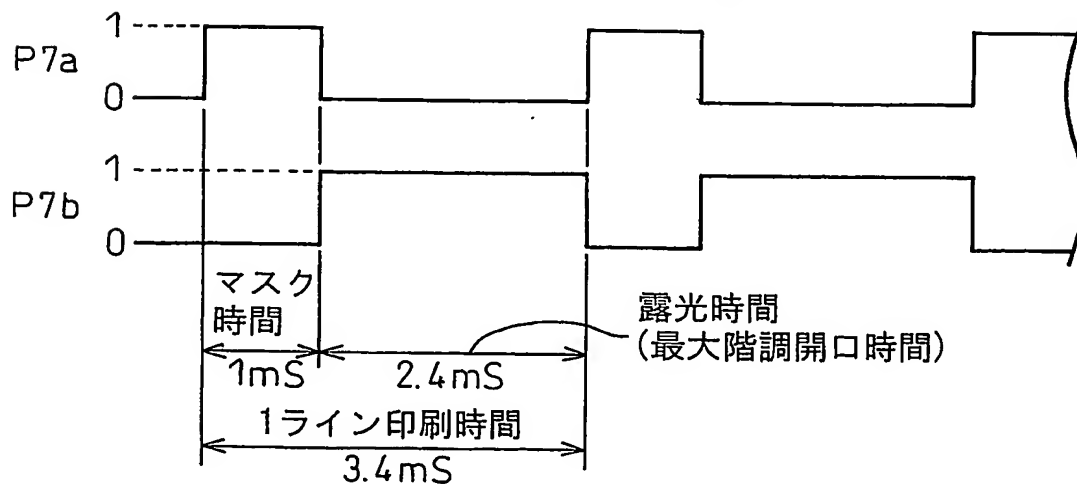 1
P7a
0
1
P7b
0
マスク
時間
露光時間
(最大階調開口時間)
1mS
2.4mS
1ライン印刷時間
3.4mS